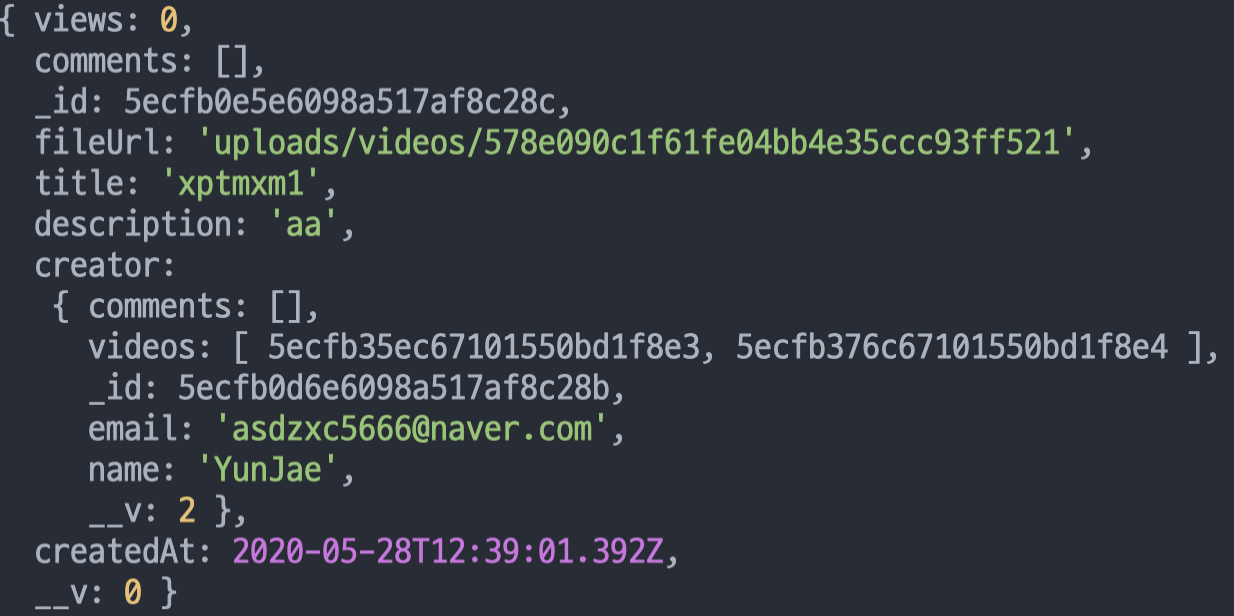 { views: 0,
comments: [],
_id: 5ecfb0e5e6098a517af8c28c,
fileUrl: 'uploads/videos/578e090c1f61fe04bb4e35ccc93ff521',
title: 'xptmxm1',
description: 'aa',
creator:
{ comments: [],
videos: [ 5ecfb35ec67101550bd1f8e3, 5ecfb376c67101550bd1f8e4 ],
_id: 5ecfb0d6e6098a517af8c28b,
email: 'asdzxc5666@naver.com',
name: 'YunJae',
__v: 2 },
createdAt: 2020-05-28T12:39:01.392Z,
__v: 0 }